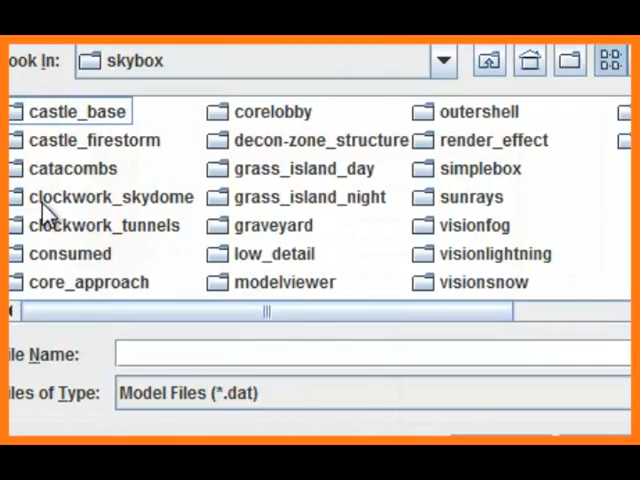 ook In: skybox
castle_base corelobby outershell
castle_firestorm decon-zone_structure render_effect
catacombs grass_island_day simplebox
clockwork_skydome grass_island_night sunrays
clockwork_tunnels graveyard visionfog
consumed low_detail visionlightning
core_approach modelviewer visionsnow
ile Name:
iles of Type: Model Files (*.dat)